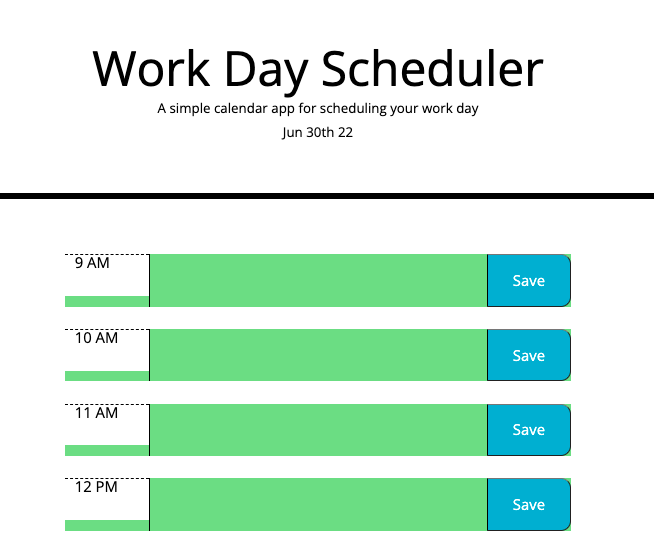 Work Day Scheduler
A simple calendar app for scheduling your work day
Jun 30th 22
9 AM
Save
10 AM
Save
11 AM
Save
12 PM
Save